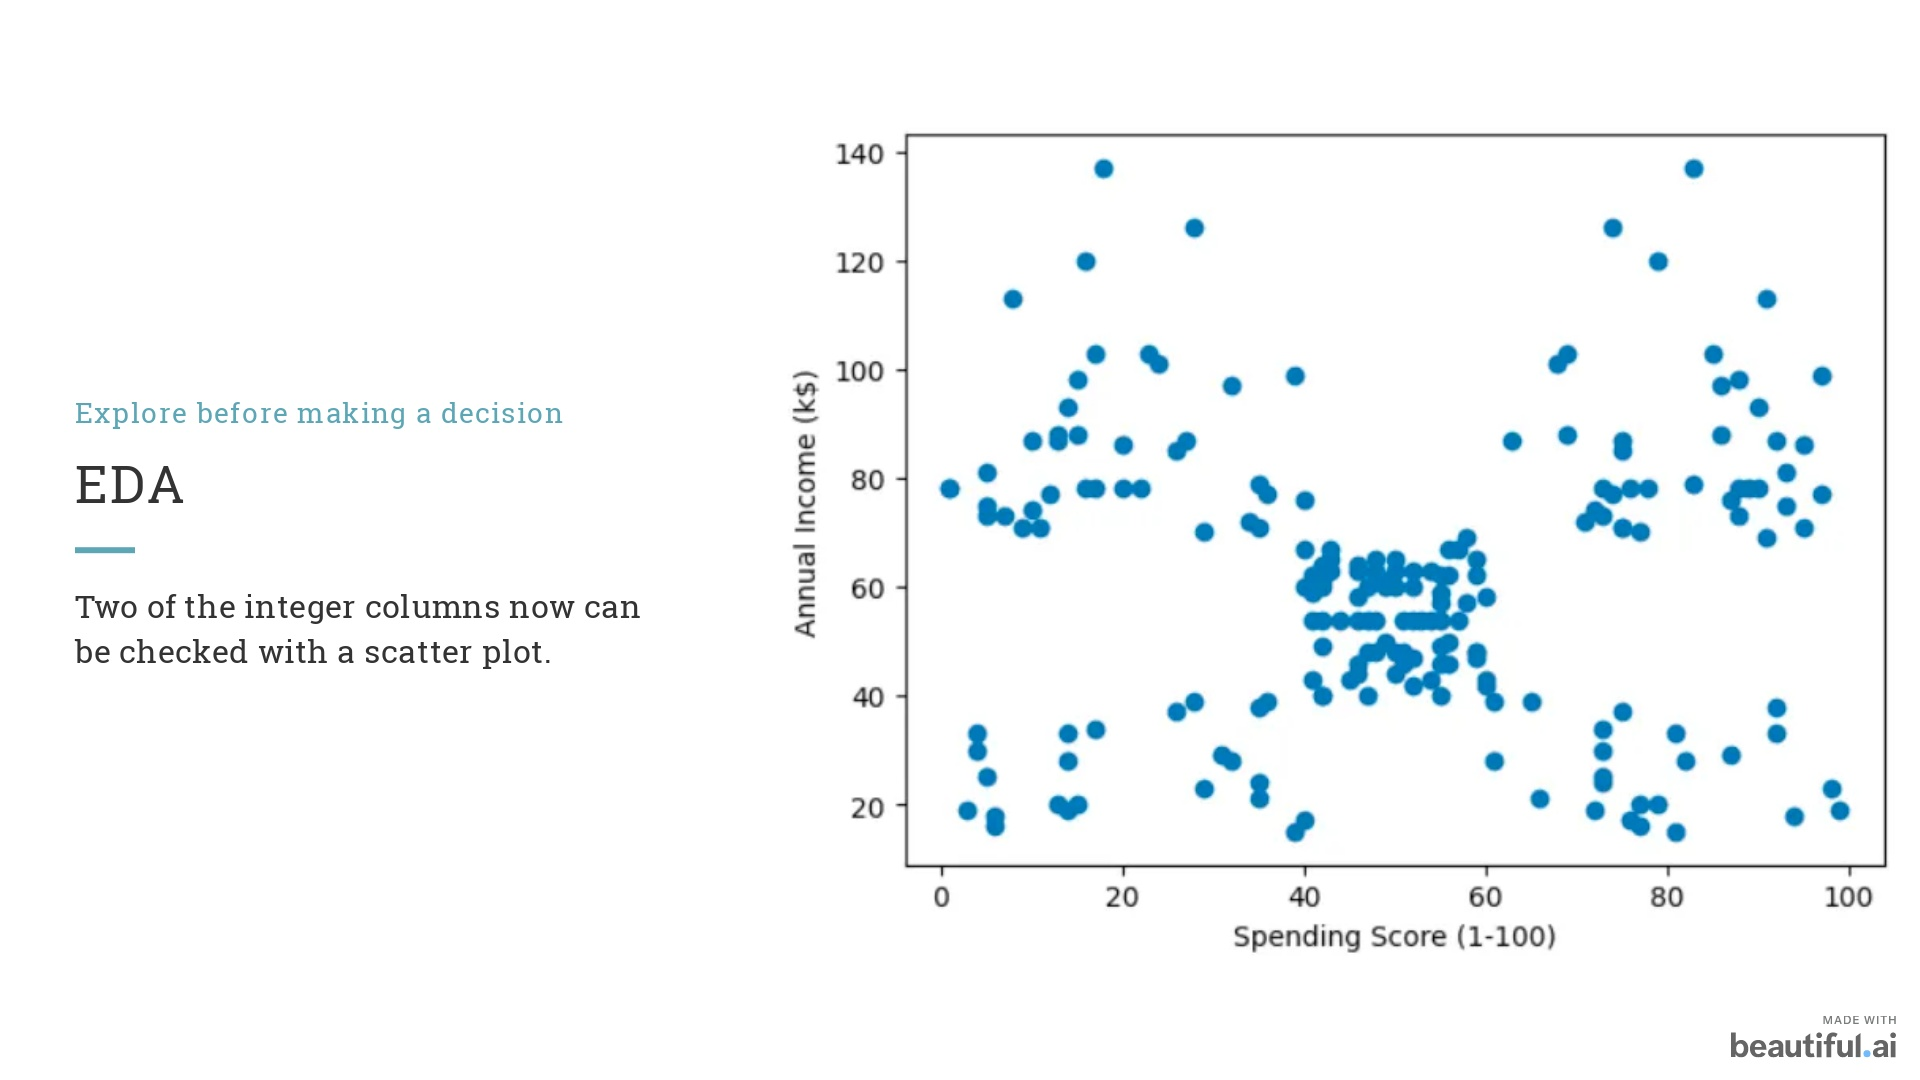 Explore before making a decision
EDA
Two of the integer columns now can
be checked with a scatter plot.
Annual Income (k$)
140
120
100
80
60
40
20
0 20 40 60 80 100
Spending Score (1-100)
MADE WITH
beautiful.ai